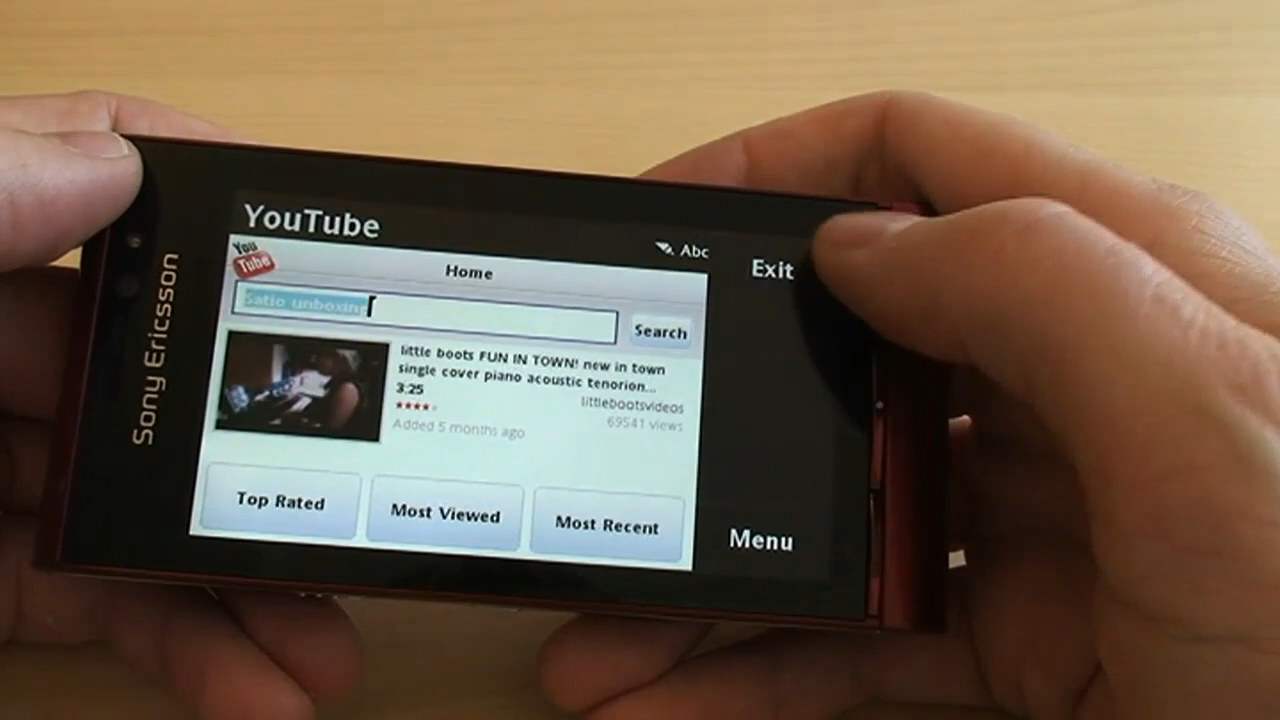 Sony Ericsson
YouTube
Abc
Exit
You
Tube
Home
Satio unboxing
Search
little boots FUN IN TOWN! new in town
single cover piano acoustic tenorion...
3:25
littlebootsvideos
69541 views
Added 5 months ago
Top Rated
Most Viewed
Most Recent
Menu